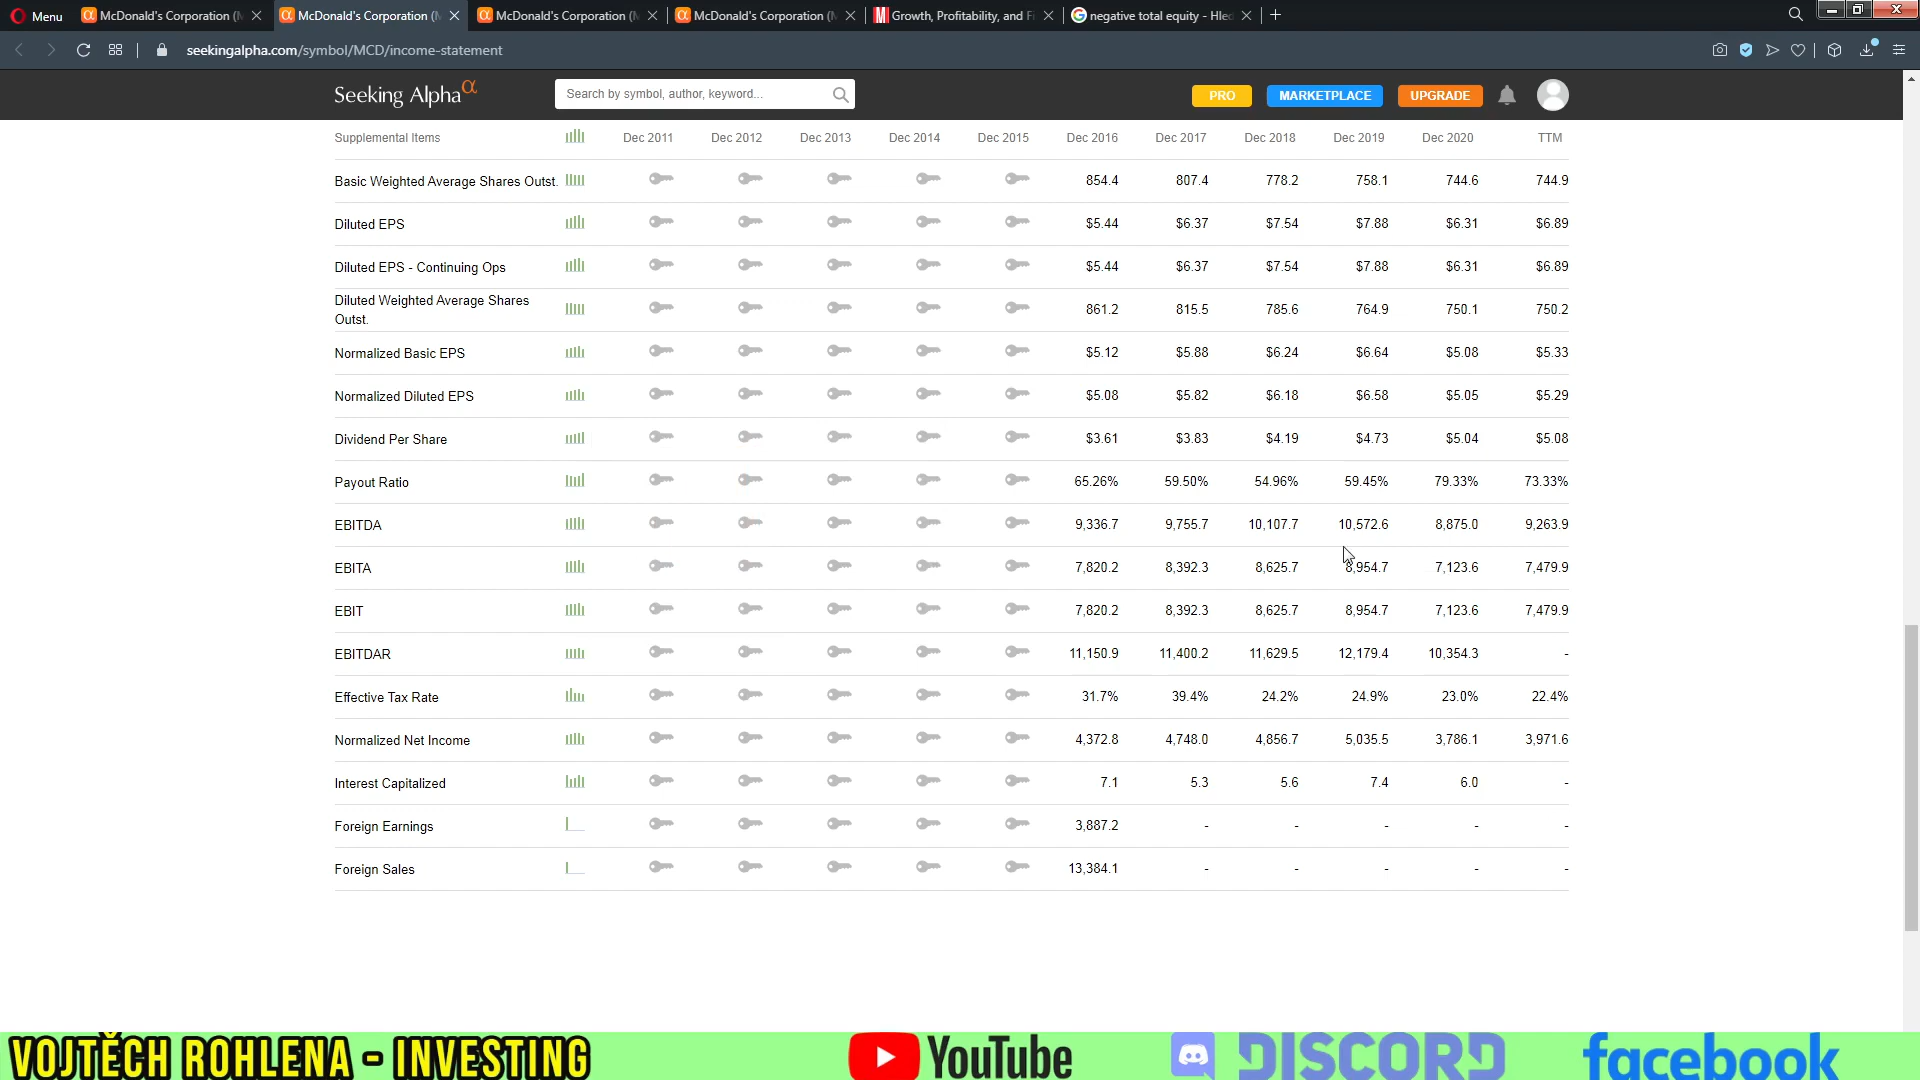 Menu
McDonald's Corporation (
McDonald's Corporation (
McDonald's Corporation (
McDonald's Corporation (
Growth, Profitability, and Fi
negative total equity - Hled
seekingalpha.com/symbol/MCD/income-statement
Seeking Alpha α
Search by symbol, author, keyword...
PRO
MARKETPLACE
UPGRADE
Supplemental Items Dec 2011 Dec 2012 Dec 2013 Dec 2014 Dec 2015 Dec 2016 Dec 2017 Dec 2018 Dec 2019 Dec 2020 TTM
Basic Weighted Average Shares Outst. 854.4 807.4 778.2 758.1 744.6 744.9
Diluted EPS $5.44 $6.37 $7.54 $7.88 $6.31 $6.89
Diluted EPS - Continuing Ops $5.44 $6.37 $7.54 $7.88 $6.31 $6.89
Diluted Weighted Average Shares
Outst. 861.2 815.5 785.6 764.9 750.1 750.2
Normalized Basic EPS $5.12 $5.88 $6.24 $6.64 $5.08 $5.33
Normalized Diluted EPS $5.08 $5.82 $6.18 $6.58 $5.05 $5.29
Dividend Per Share $3.61 $3.83 $4.19 $4.73 $5.04 $5.08
Payout Ratio 65.26% 59.50% 54.96% 59.45% 79.33% 73.33%
EBITDA 9,336.7 9,755.7 10,107.7 10,572.6 8,875.0 9,263.9
EBITA 7,820.2 8,392.3 8,625.7 8,954.7 7,123.6 7,479.9
EBIT 7,820.2 8,392.3 8,625.7 8,954.7 7,123.6 7,479.9
EBITDAR 11,150.9 11,400.2 11,629.5 12,179.4 10,354.3 -
Effective Tax Rate 31.7% 39.4% 24.2% 24.9% 23.0% 22.4%
Normalized Net Income 4,372.8 4,748.0 4,856.7 5,035.5 3,786.1 3,971.6
Interest Capitalized 7.1 5.3 5.6 7.4 6.0 -
Foreign Earnings 3,887.2 - - - - -
Foreign Sales 13,384.1 - - - - -
VOJTĚCH ROHLENA - INVESTING
YouTube
DISCORD
facebook